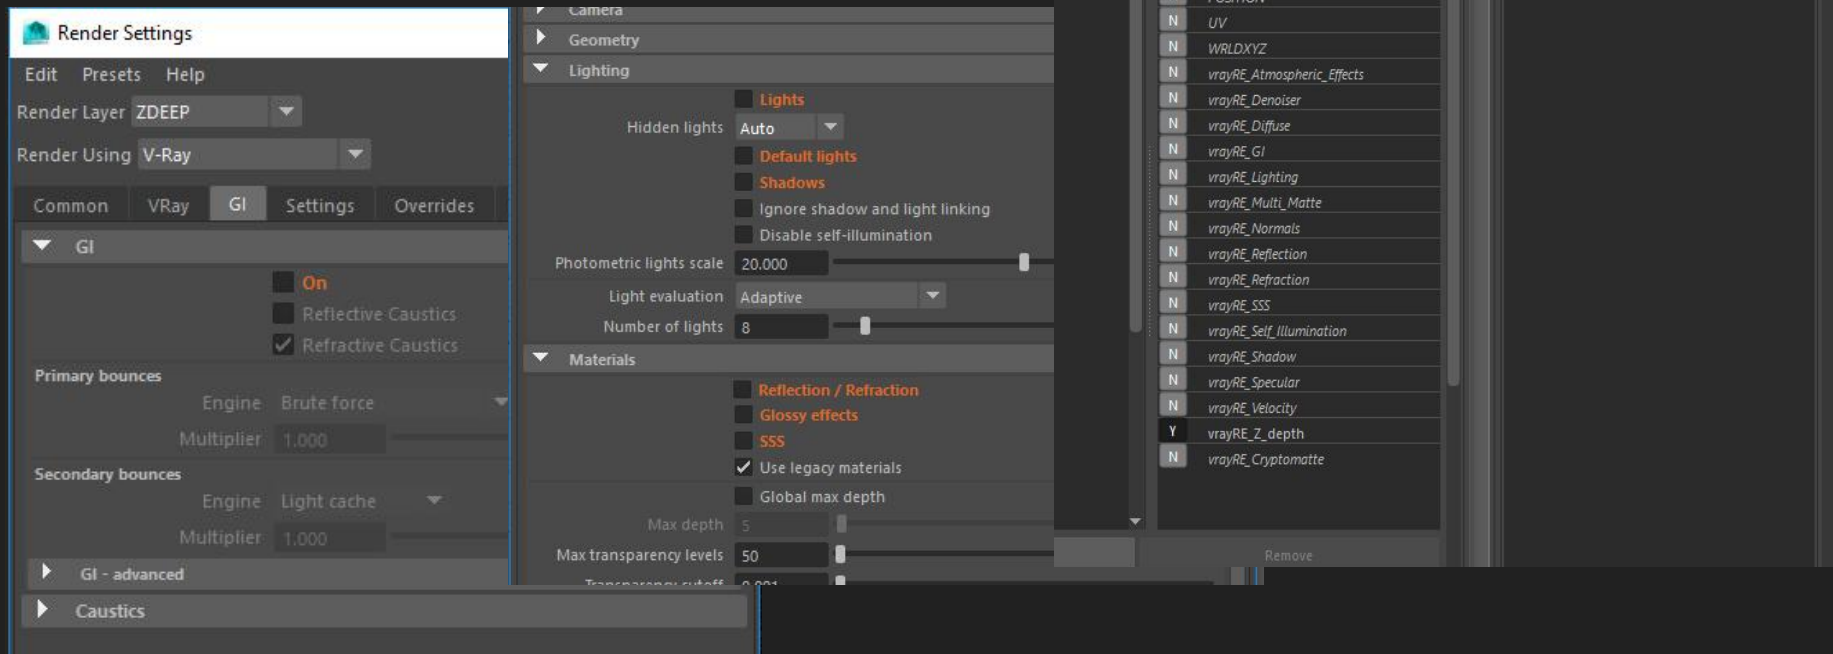 Render Settings
Edit Presets Help
Render Layer ZDEEP
Render Using V-Ray
Common VRay GI Settings Overrides
GI
On
Reflective Caustics
Refractive Caustics
Primary bounces
Engine Brute force
Multiplier 1.000
Secondary bounces
Engine Light cache
Multiplier 1.000
GI - advanced
Caustics
Camera
Geometry
Lighting
Lights
Hidden lights Auto
Default lights
Shadows
Ignore shadow and light linking
Disable self-illumination
Photometric lights scale 20.000
Light evaluation Adaptive
Number of lights 8
Materials
Reflection / Refraction
Glossy effects
SSS
Use legacy materials
Global max depth
Max depth 5
Max transparency levels 50
Transparency cutoff 0.001
POSITION
N UV
N WRLDXYZ
N vrayRE_Atmospheric_Effects
N vrayRE_Denoiser
N vrayRE_Diffuse
N vrayRE_GI
N vrayRE_Lighting
N vrayRE_Multi_Matte
N vrayRE_Normals
N vrayRE_Reflection
N vrayRE_Refraction
N vrayRE_SSS
N vrayRE_Self_Illumination
N vrayRE_Shadow
N vrayRE_Specular
N vrayRE_Velocity
Y vrayRE_Z_depth
N vrayRE_Cryptomatte
Remove